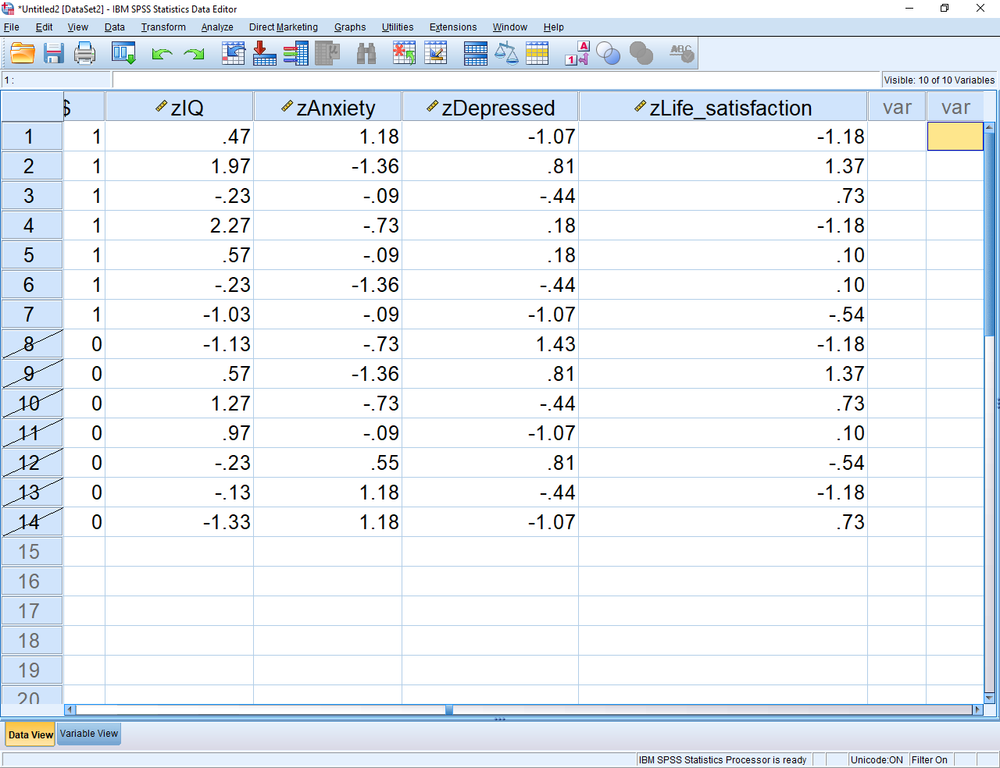 *Untitled2 [DataSet2] - IBM SPSS Statistics Data Editor
File Edit View Data Transform Analyze Direct Marketing Graphs Utilities Extensions Window Help
1 A ABC
1 : Visible: 10 of 10 Variables
$ zIQ zAnxiety zDepressed zLife_satisfaction var var
1 1 .47 1.18 -1.07 -1.18
2 1 1.97 -1.36 .81 1.37
3 1 -.23 -.09 -.44 .73
4 1 2.27 -.73 .18 -1.18
5 1 .57 -.09 .18 .10
6 1 -.23 -1.36 -.44 .10
7 1 -1.03 -.09 -1.07 -.54
8 0 -1.13 -.73 1.43 -1.18
9 0 .57 -1.36 .81 1.37
10 0 1.27 -.73 -.44 .73
11 0 .97 -.09 -1.07 .10
12 0 -.23 .55 .81 -.54
13 0 -.13 1.18 -.44 -1.18
14 0 -1.33 1.18 -1.07 .73
15
16
17
18
19
20
Data View Variable View
IBM SPSS Statistics Processor is ready Unicode:ON Filter On